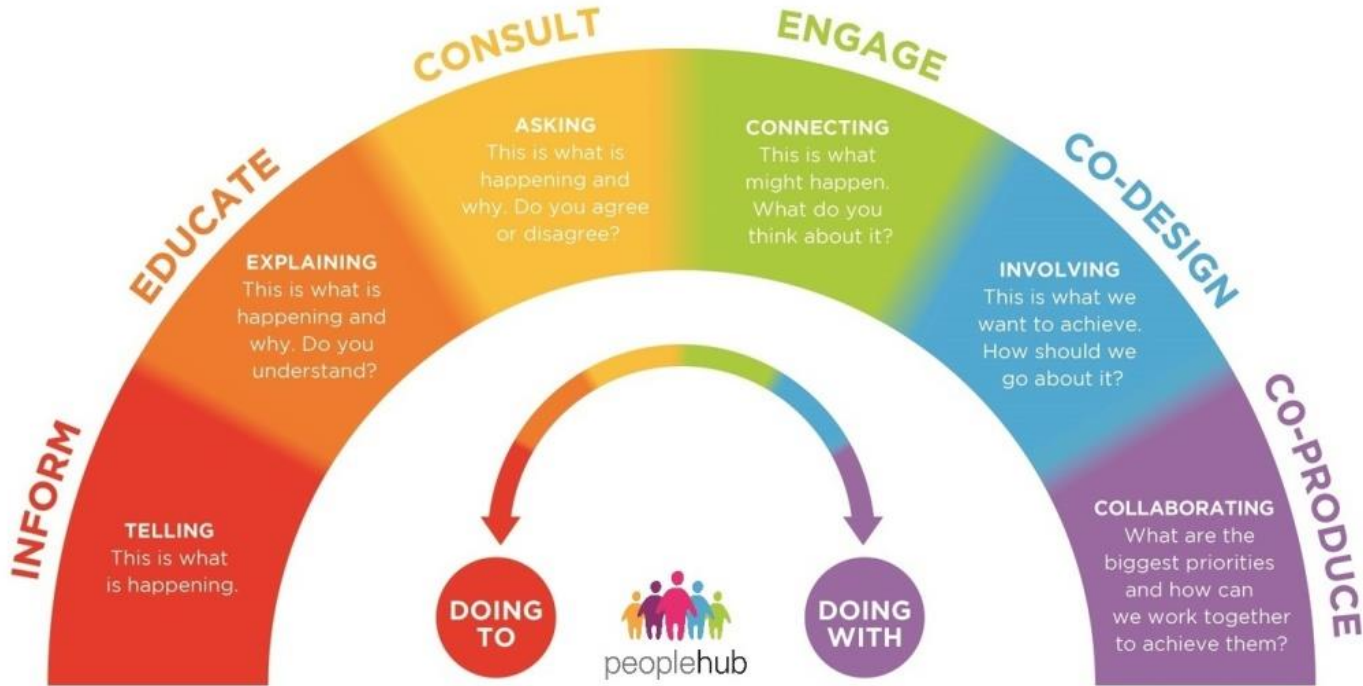 INFORM
TELLING
This is what
is happening.
EDUCATE
EXPLAINING
This is what is
happening and
why. Do you
understand?
CONSULT
ASKING
This is what is
happening and
why. Do you agree
or disagree?
ENGAGE
CONNECTING
This is what
might happen.
What do you
think about it?
CO-DESIGN
INVOLVING
This is what we
want to achieve.
How should we
go about it?
C0-PRODUCE
COLLABORATING
What are the
biggest priorities
and how can
we work together
to achieve them?
DOING
TO
peoplehub
DOING
WITH